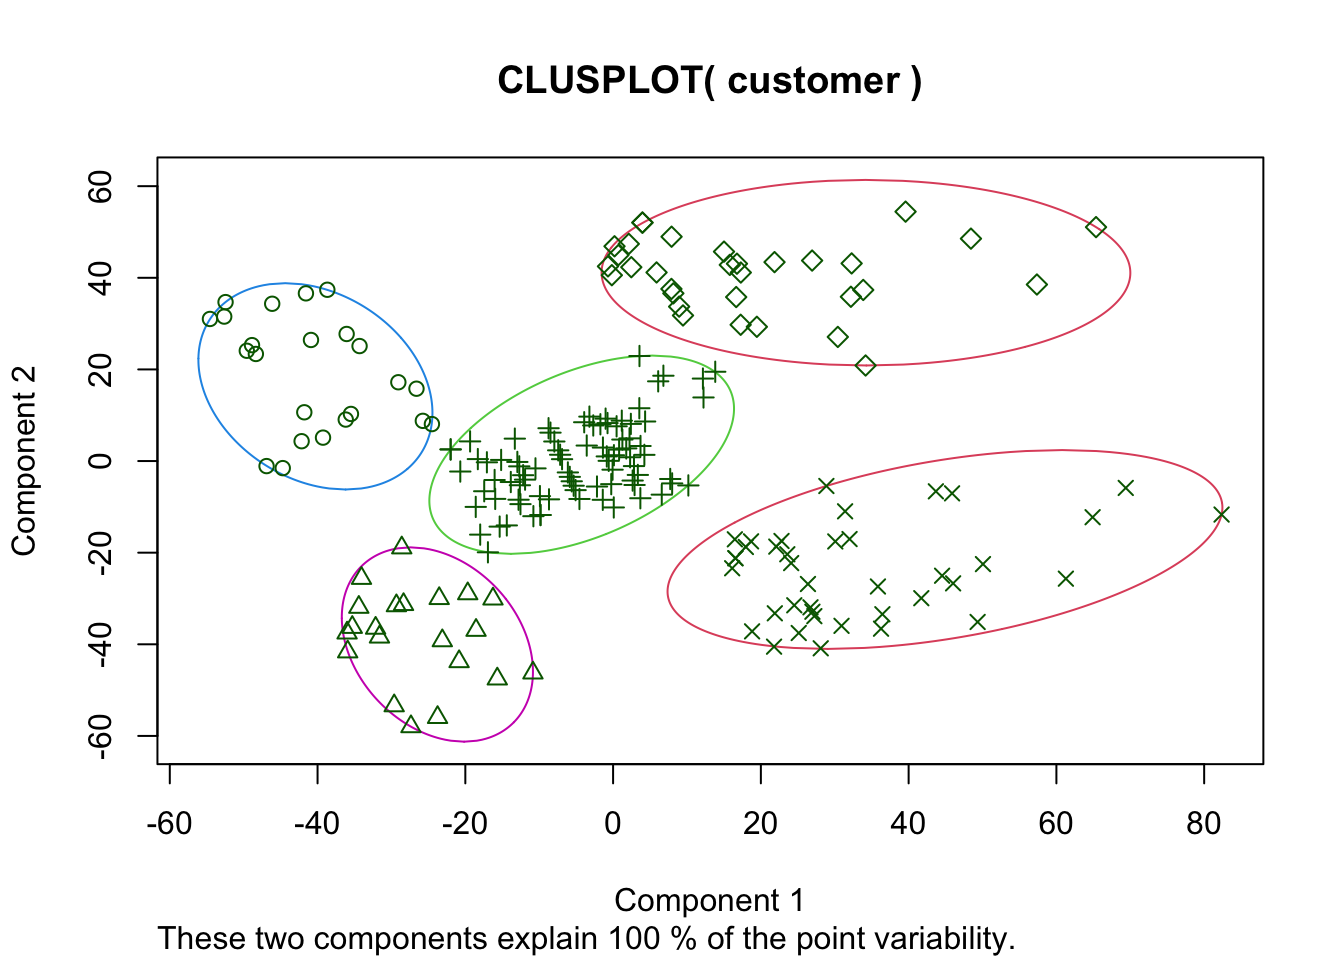 CLUSPLOT( customer )
Component 2
60
40
20
0
-20
-40
-60
-60 -40 -20 0 20 40 60 80
Component 1
These two components explain 100 % of the point variability.